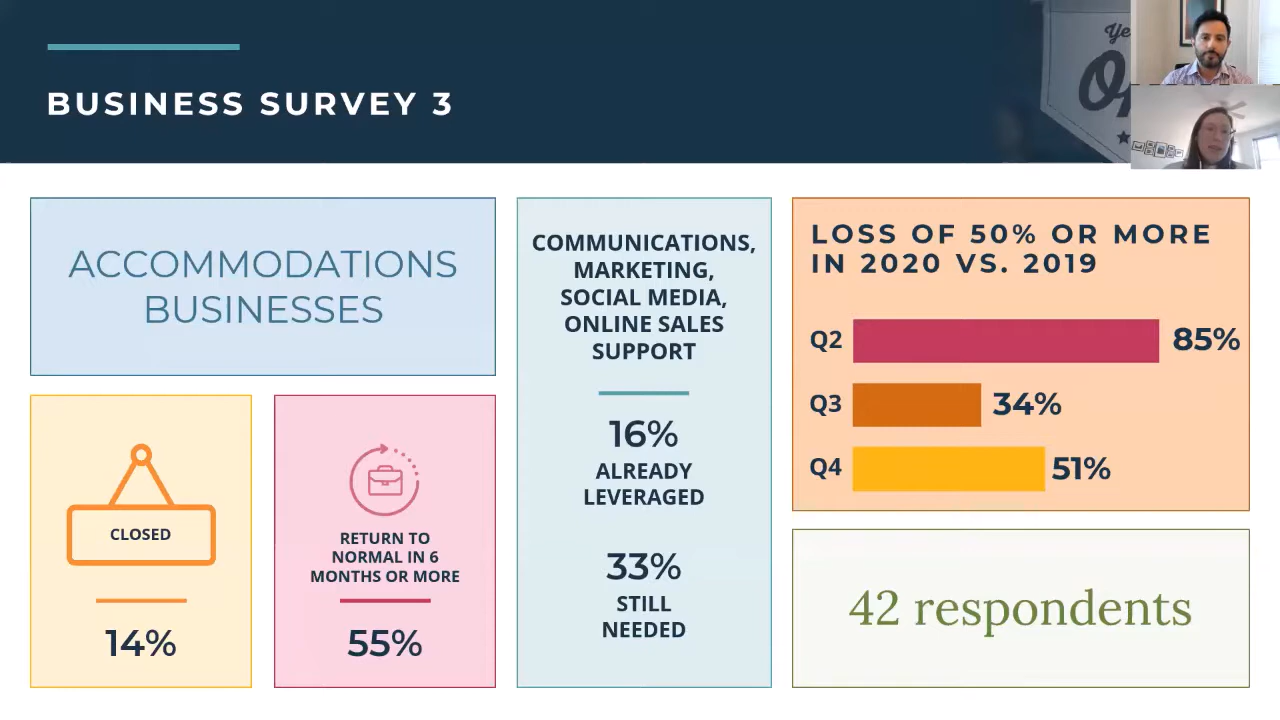 BUSINESS SURVEY 3
ACCOMMODATIONS
BUSINESSES
CLOSED
14%
RETURN TO
NORMAL IN 6
MONTHS OR MORE
55%
COMMUNICATIONS,
MARKETING,
SOCIAL MEDIA,
ONLINE SALES
SUPPORT
16%
ALREADY
LEVERAGED
33%
STILL
NEEDED
LOSS OF 50% OR MORE
IN 2020 VS. 2019
Q2 85%
Q3 34%
Q4 51%
42 respondents